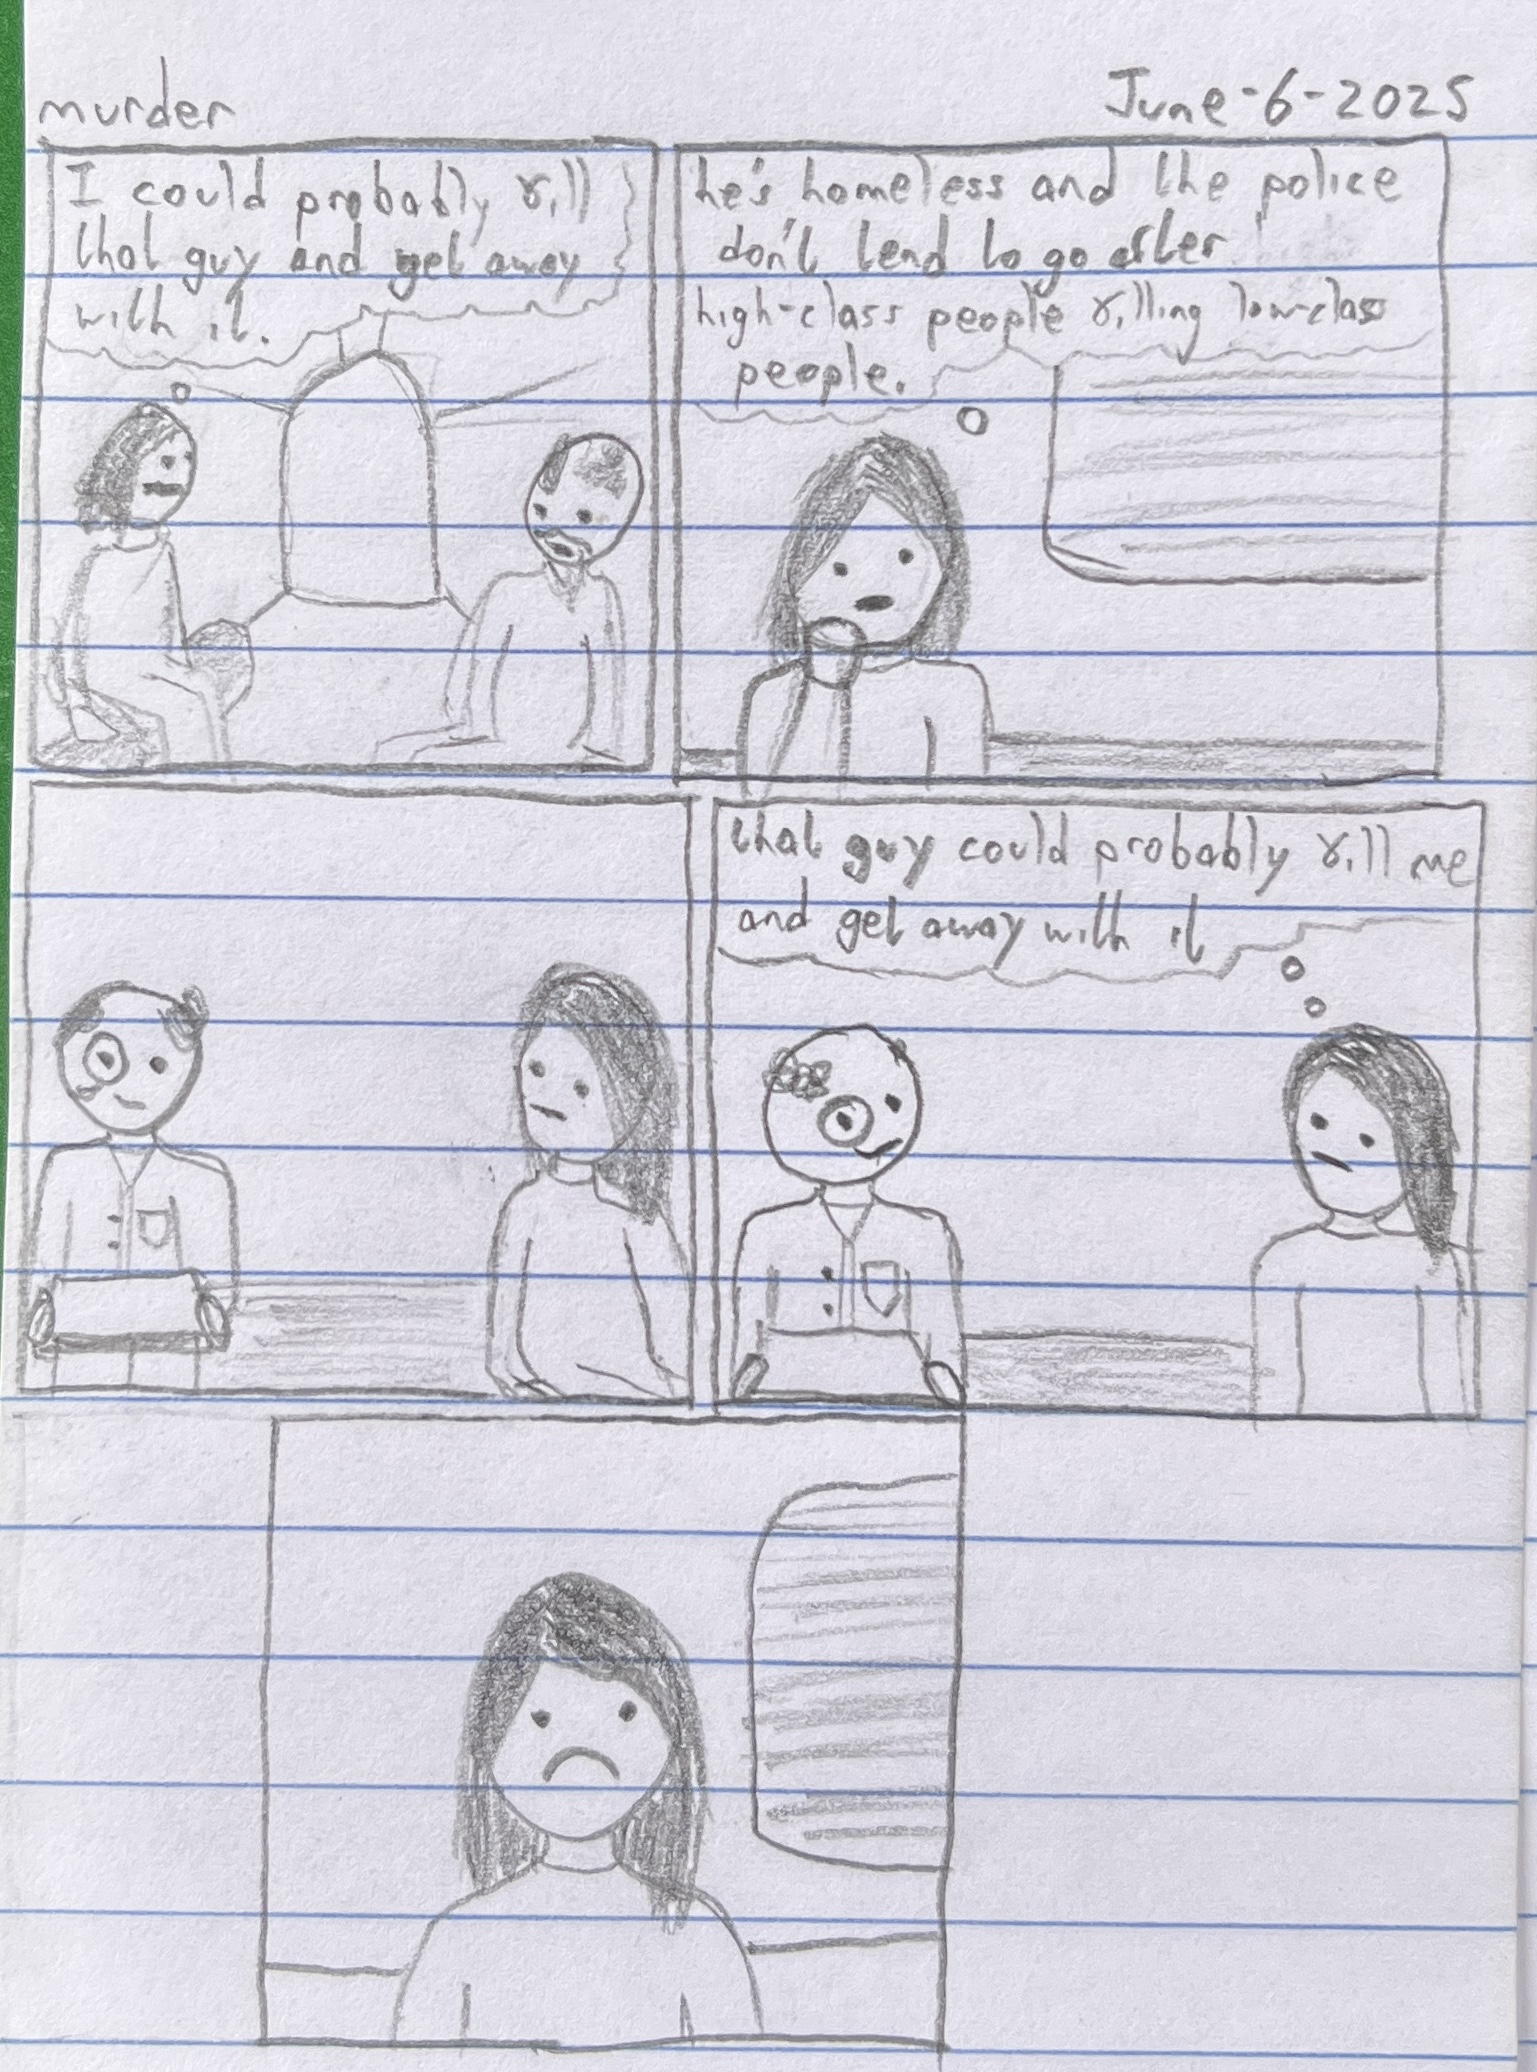 murder
June-6-2025
I could probably kill
that guy and get away
with it.
he's homeless and the police
don't tend to go after
high-class people killing low-class
people.
that guy could probably kill me
and get away with it